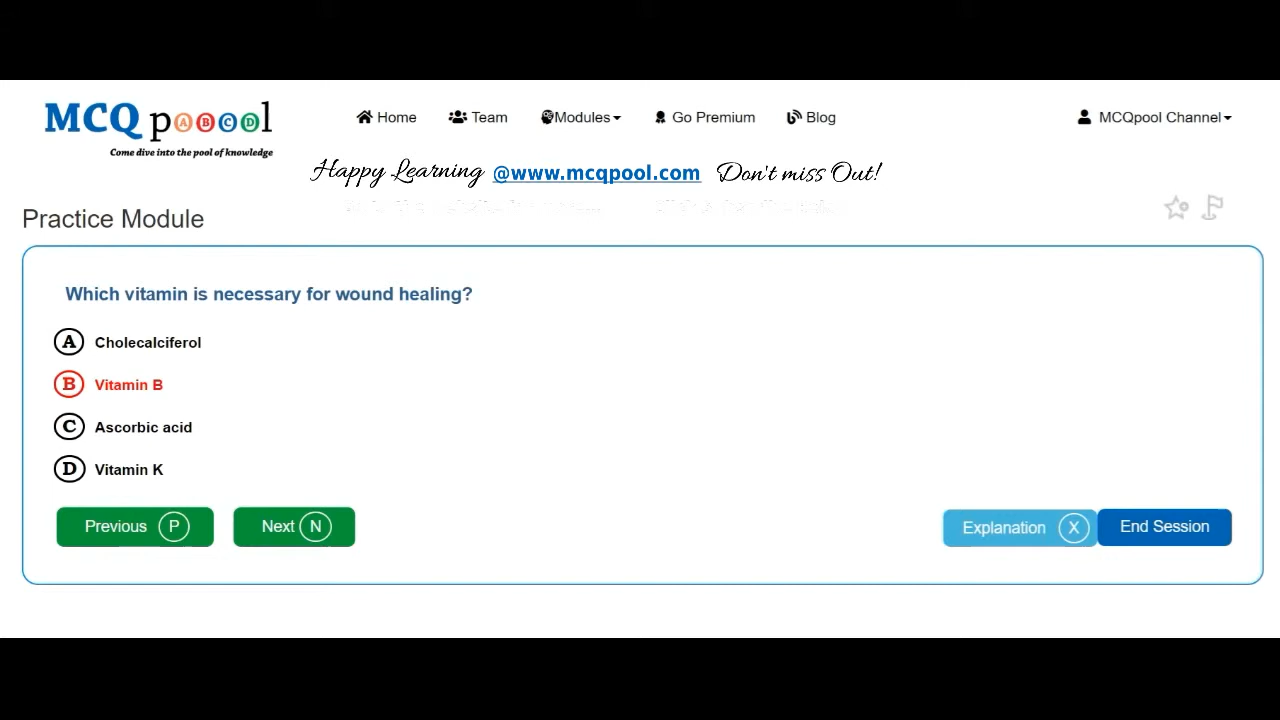 MCQ pooool
Come dive into the pool of knowledge
Home Team Modules Go Premium Blog MCQpool Channel
Happy Learning @www.mcqpool.com Don't miss Out!
Practice Module
Which vitamin is necessary for wound healing?
A Cholecalciferol
B Vitamin B
C Ascorbic acid
D Vitamin K
Previous P Next N Explanation X End Session